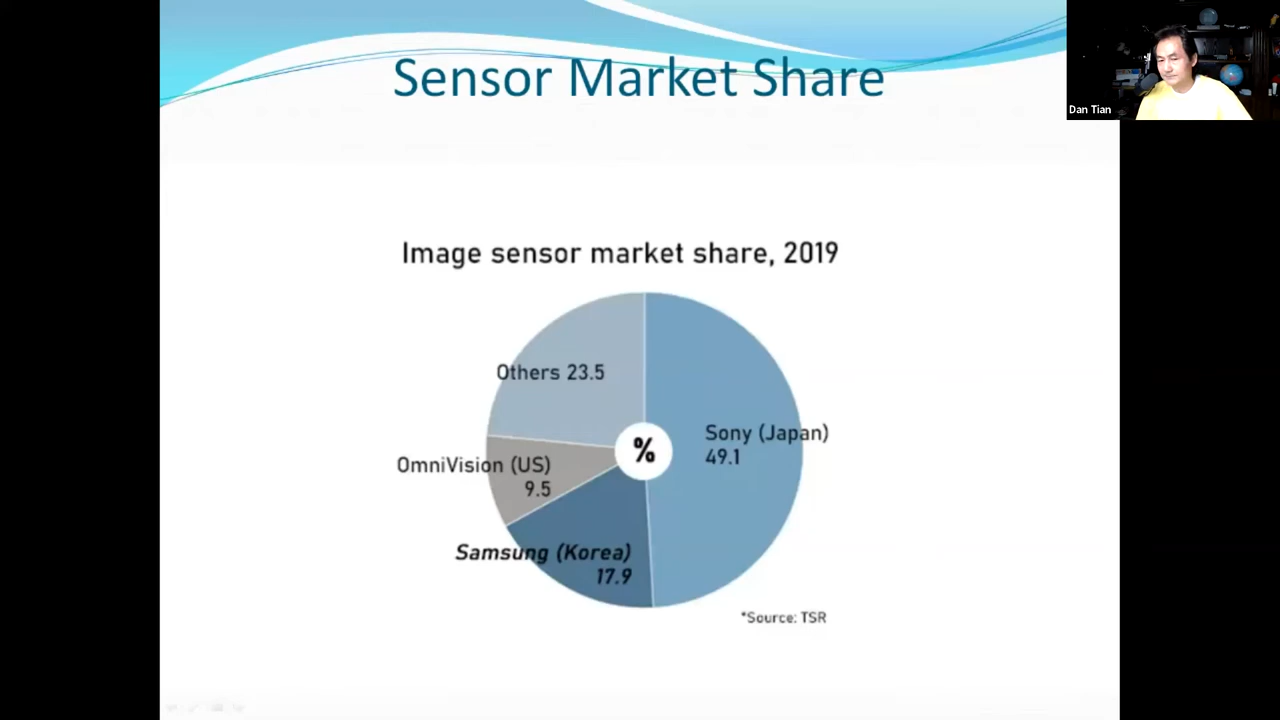 Sensor Market Share
Dan Tian
Image sensor market share, 2019
Others 23.5
%
Sony (Japan)
49.1
OmniVision (US)
9.5
Samsung (Korea)
17.9
*Source: TSR